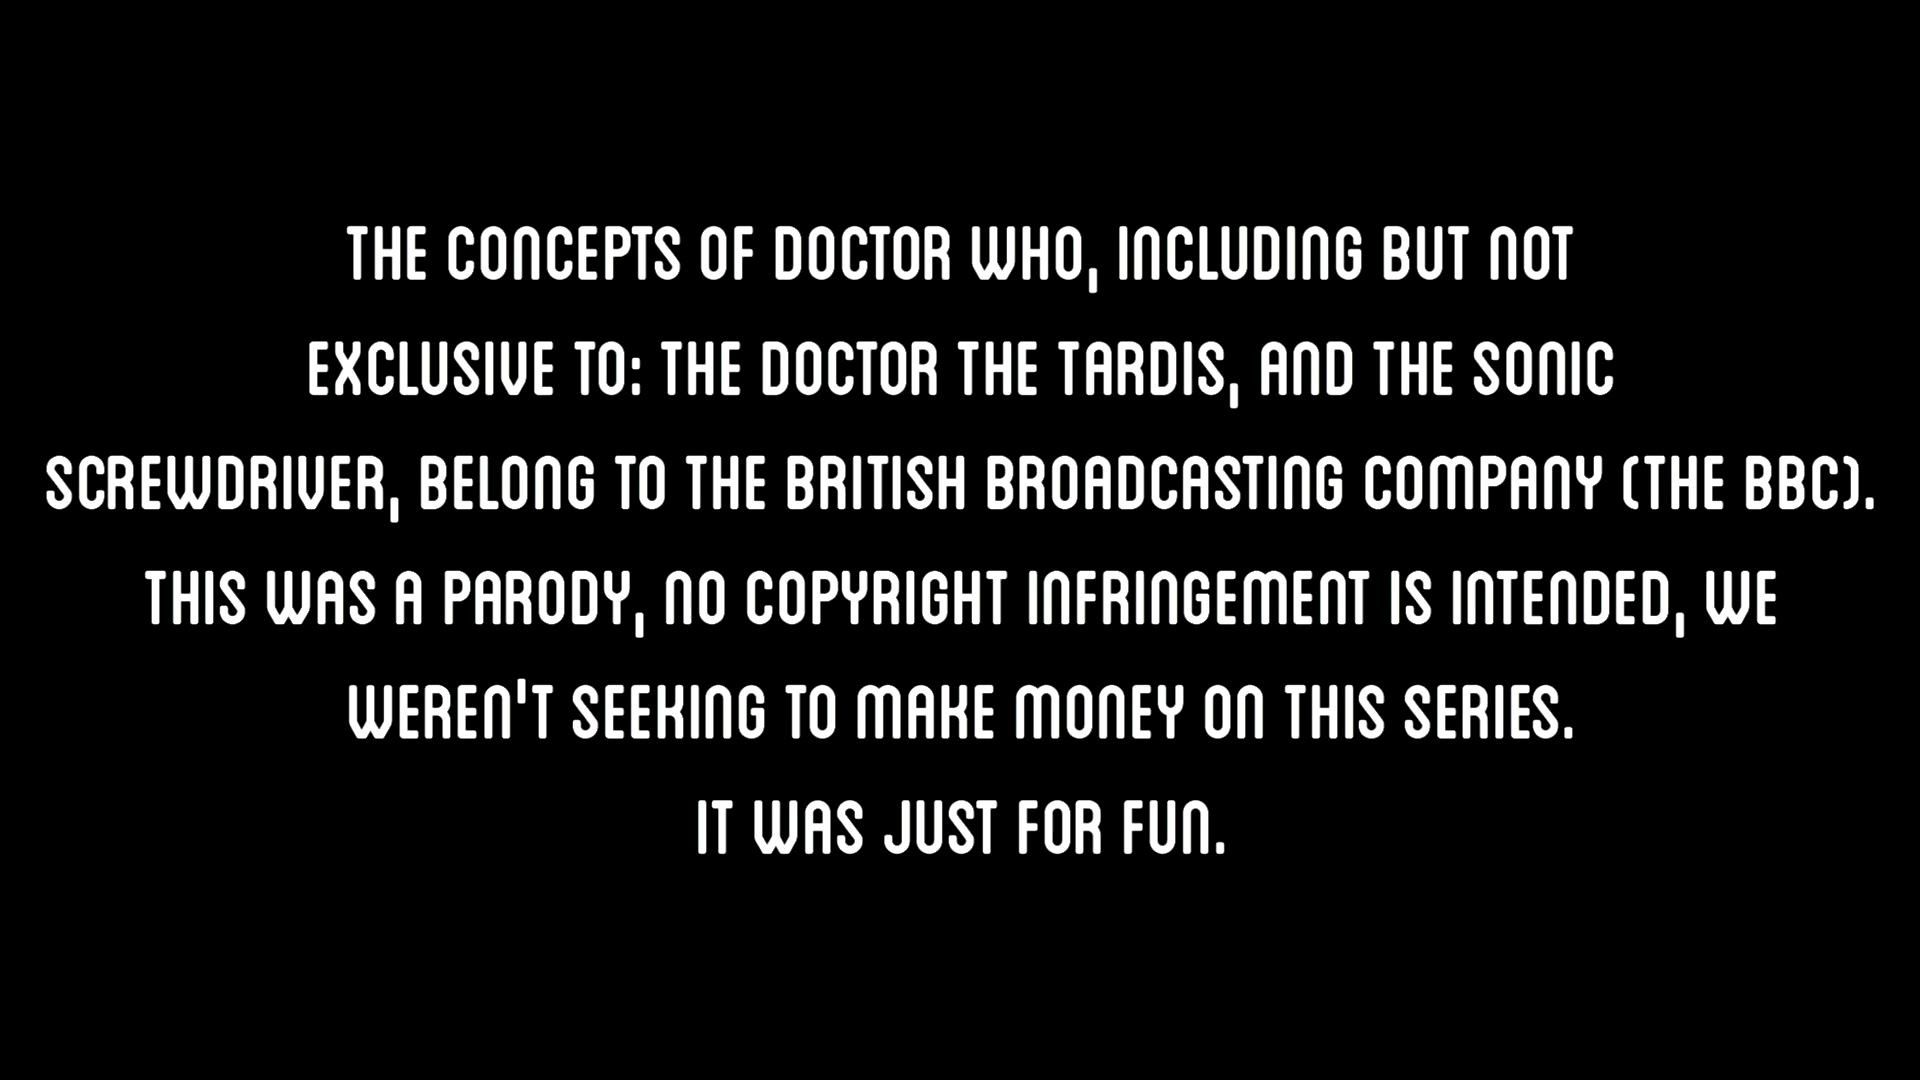 THE CONCEPTS OF DOCTOR WHO, INCLUDING BUT NOT
EXCLUSIVE TO: THE DOCTOR THE TARDIS, AND THE SONIC
SCREWDRIVER, BELONG TO THE BRITISH BROADCASTING COMPANY (THE BBC).
THIS WAS A PARODY, NO COPYRIGHT INFRINGEMENT IS INTENDED, WE
WEREN'T SEEKING TO MAKE MONEY ON THIS SERIES.
IT WAS JUST FOR FUN.